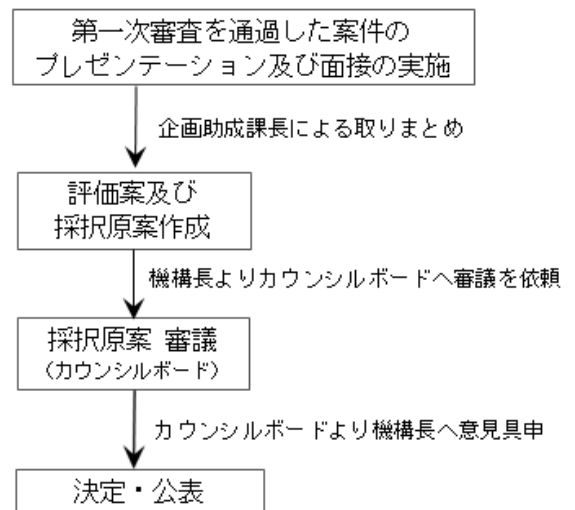 第一次審査を通過した案件の
プレゼンテーション及び面接の実施
企画助成課長による取りまとめ
評価案及び
採択原案作成
機構長よりカウンシルボードへ審議を依頼
採択原案 審議
（カウンシルボード）
カウンシルボードより機構長へ意見具申
決定・公表